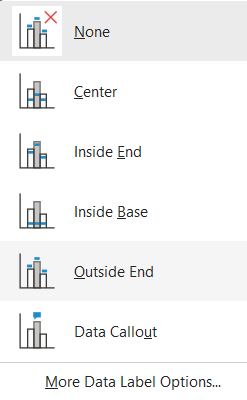 None
Center
Inside End
Inside Base
Outside End
Data Callout
More Data Label Options...